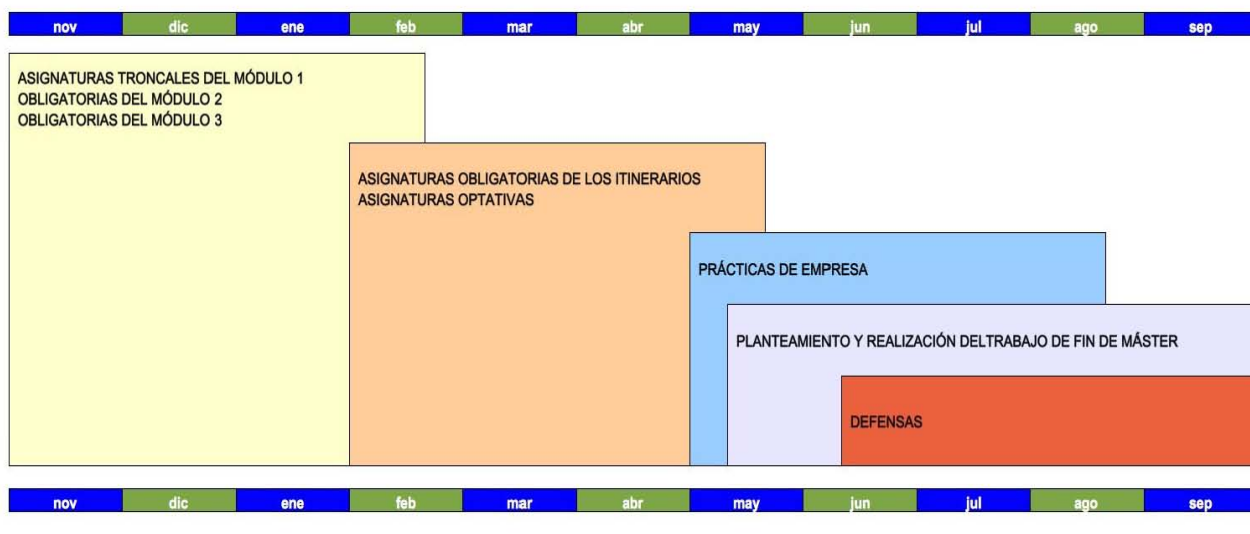 nov dic ene feb mar abr may jun jul ago sep
ASIGNATURAS TRONCALES DEL MÓDULO 1
OBLIGATORIAS DEL MÓDULO 2
OBLIGATORIAS DEL MÓDULO 3
ASIGNATURAS OBLIGATORIAS DE LOS ITINERARIOS
ASIGNATURAS OPTATIVAS
PRÁCTICAS DE EMPRESA
PLANTEAMIENTO Y REALIZACIÓN DELTRABAJO DE FIN DE MÁSTER
DEFENSAS
nov dic ene feb mar abr may jun jul ago sep